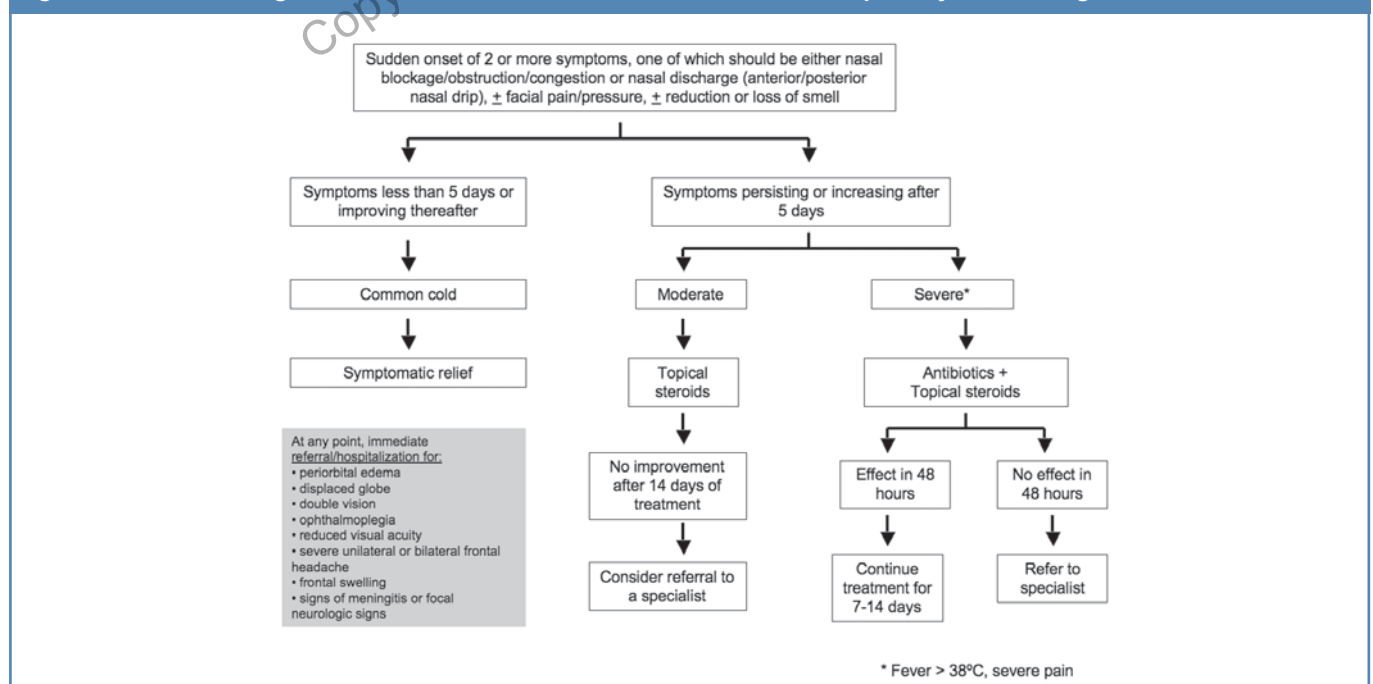 Copy
Sudden onset of 2 or more symptoms, one of which should be either nasal
blockage/obstruction/congestion or nasal discharge (anterior/posterior
nasal drip), ± facial pain/pressure, ± reduction or loss of smell
Symptoms less than 5 days or
improving thereafter
Symptoms persisting or increasing after
5 days
Common cold
Moderate
Severe*
Symptomatic relief
Topical
steroids
Antibiotics +
Topical steroids
At any point, immediate
referral/hospitalization for:
• periorbital edema
• displaced globe
• double vision
• ophthalmoplegia
• reduced visual acuity
• severe unilateral or bilateral frontal
headache
• frontal swelling
• signs of meningitis or focal
neurologic signs
No improvement
after 14 days of
treatment
Effect in 48
hours
No effect in
48 hours
Consider referral to
a specialist
Continue
treatment for
7-14 days
Refer to
specialist
* Fever > 38ºC, severe pain